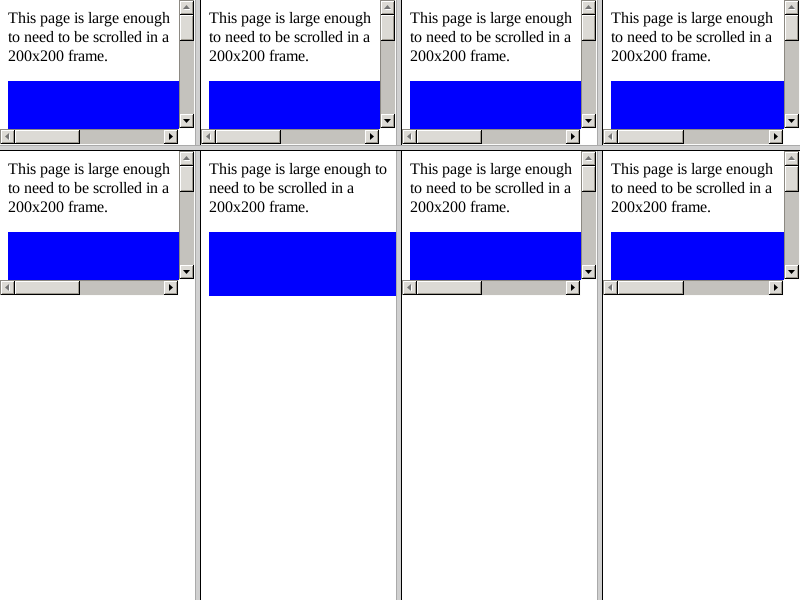 This page is large enough
to need to be scrolled in a
200x200 frame.
This page is large enough
to need to be scrolled in a
200x200 frame.
This page is large enough
to need to be scrolled in a
200x200 frame.
This page is large enough
to need to be scrolled in a
200x200 frame.
This page is large enough
to need to be scrolled in a
200x200 frame.
This page is large enough to
need to be scrolled in a
200x200 frame.
This page is large enough
to need to be scrolled in a
200x200 frame.
This page is large enough
to need to be scrolled in a
200x200 frame.